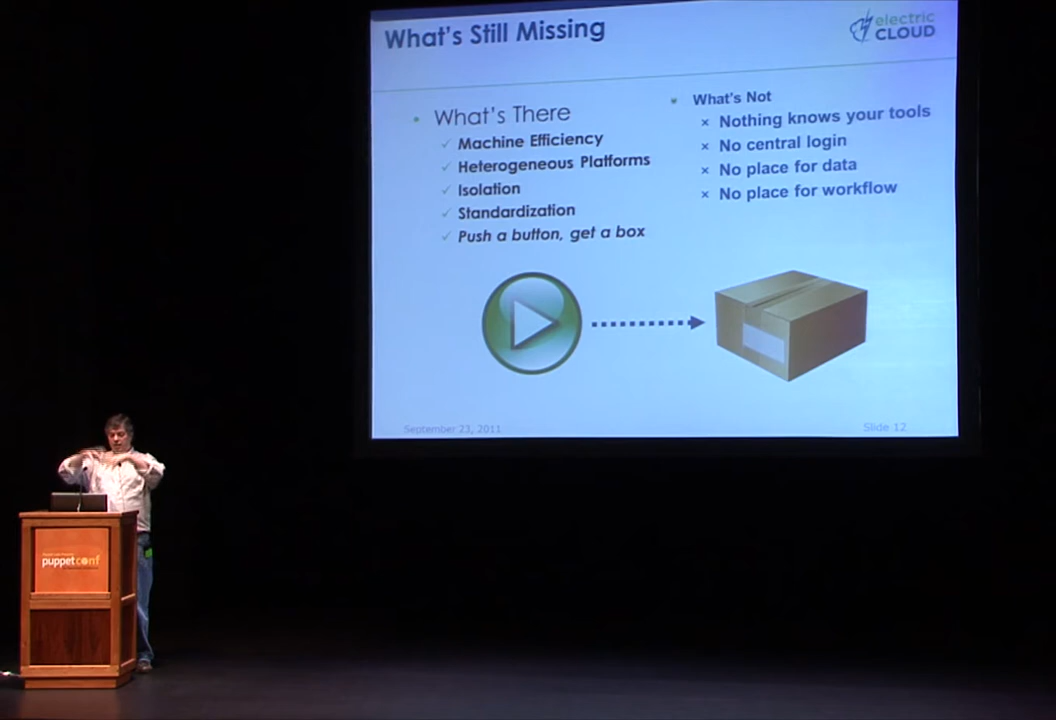 What's Still Missing
electric
CLOUD
What's There
Machine Efficiency
Heterogeneous Platforms
Isolation
Standardization
Push a button, get a box
What's Not
× Nothing knows your tools
× No central login
× No place for data
× No place for workflow
September 23, 2011
Slide 12
puppetconf